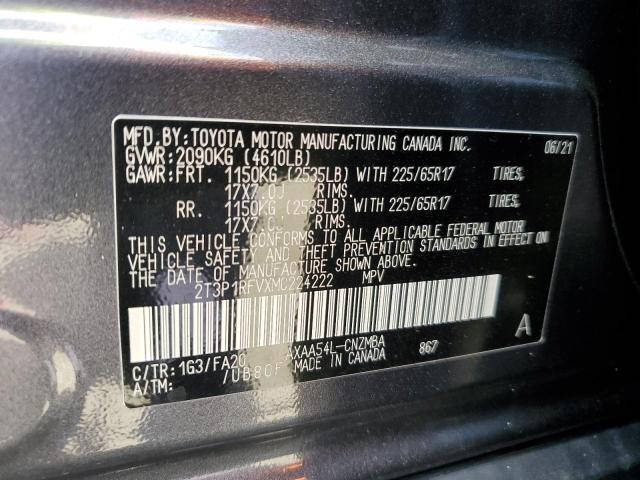 MFD.BY:TOYOTA MOTOR MANUFACTURING CANADA INC. 06/21
GVWR:2090KG (4610LB)
GAWR:FRT. 1150KG (2535LB) WITH 225/65R17 TIRES,
17X7.0J RIMS.
RR. 1150KG (2535LB) WITH 225/65R17 TIRES,
17X7.0J RIMS.
THIS VEHICLE CONFORMS TO ALL APPLICABLE FEDERAL MOTOR
VEHICLE SAFETY AND THEFT PREVENTION STANDARDS IN EFFECT ON
THE DATE OF MANUFACTURE SHOWN ABOVE.
2T3P1RFVXMC224222 MPV
A
C/TR:1G3/FA20 AXAA54L-CNZMBA 867
A/TM: /UB80F MADE IN CANADA